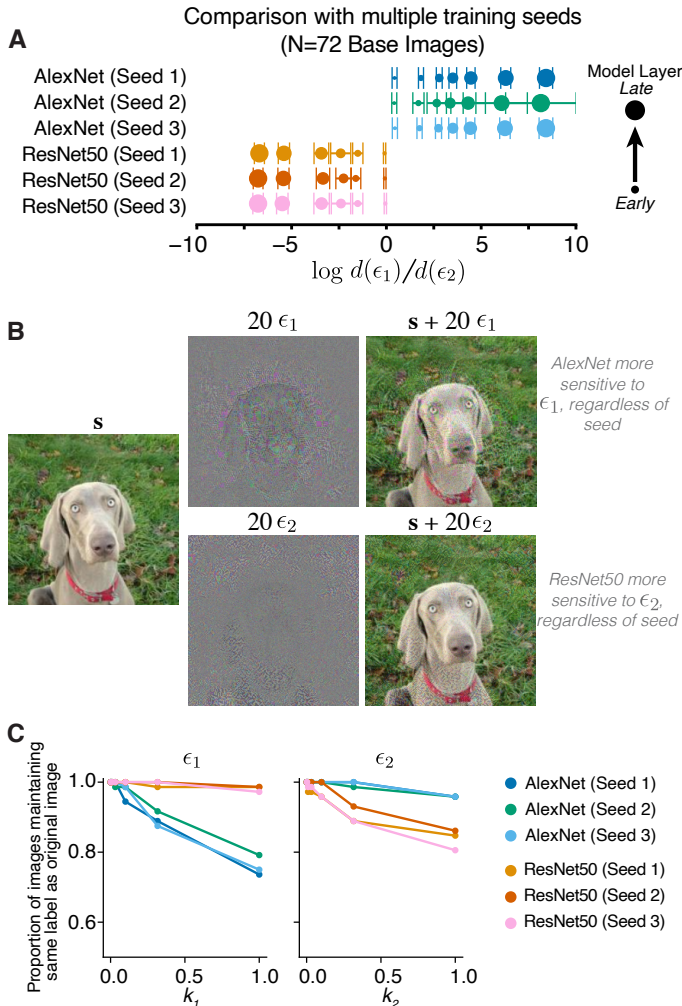 A
Comparison with multiple training seeds
(N=72 Base Images)
AlexNet (Seed 1)
AlexNet (Seed 2)
AlexNet (Seed 3)
ResNet50 (Seed 1)
ResNet50 (Seed 2)
ResNet50 (Seed 3)
−10
−5
0
5
10
log d(ϵ₁)/d(ϵ₂)
Model Layer
Late
Early
B
s
20 ϵ₁
s + 20 ϵ₁
AlexNet more
sensitive to
ϵ₁, regardless of
seed
20 ϵ₂
s + 20ϵ₂
ResNet50 more
sensitive to ϵ₂,
regardless of seed
C
Proportion of images maintaining
same label as original image
ϵ₁
1.0
0.8
0.6
0.0
0.5
1.0
k₁
ϵ₂
0.0
0.5
1.0
k₂
AlexNet (Seed 1)
AlexNet (Seed 2)
AlexNet (Seed 3)
ResNet50 (Seed 1)
ResNet50 (Seed 2)
ResNet50 (Seed 3)